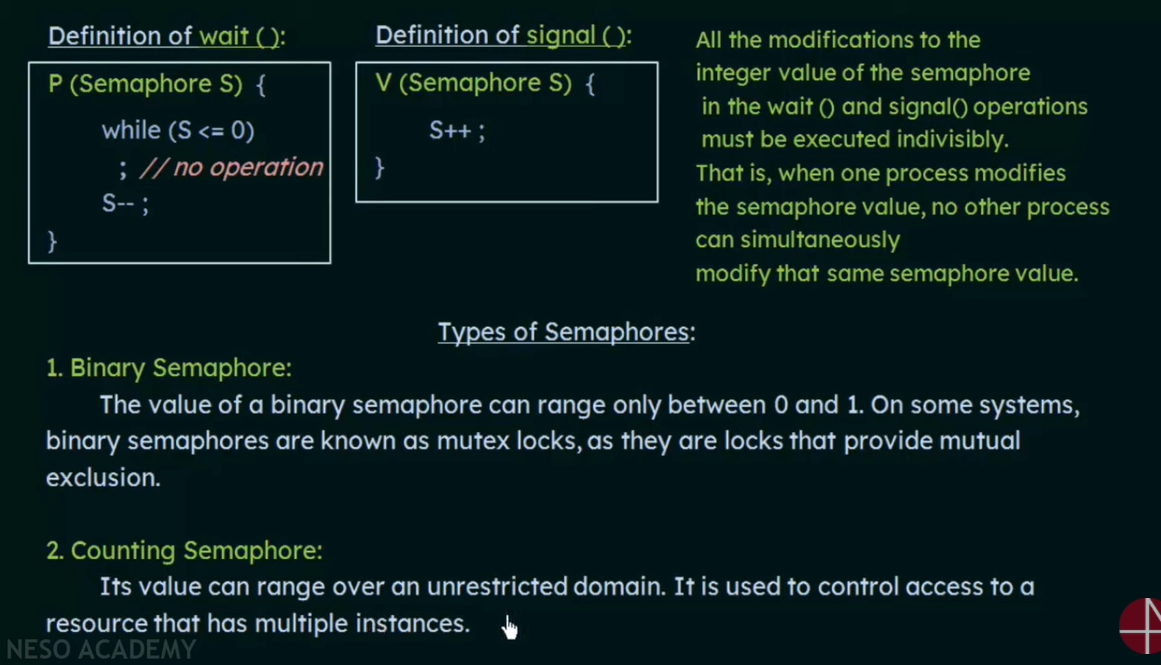 Definition of wait ( ):
P (Semaphore S) {
while (S <= 0)
; // no operation
S-- ;
}
Definition of signal ( ):
V (Semaphore S) {
S++ ;
}
All the modifications to the
integer value of the semaphore
in the wait () and signal() operations
must be executed indivisibly.
That is, when one process modifies
the semaphore value, no other process
can simultaneously
modify that same semaphore value.
Types of Semaphores:
1. Binary Semaphore:
The value of a binary semaphore can range only between 0 and 1. On some systems,
binary semaphores are known as mutex locks, as they are locks that provide mutual
exclusion.
2. Counting Semaphore:
Its value can range over an unrestricted domain. It is used to control access to a
resource that has multiple instances.
NESO ACADEMY